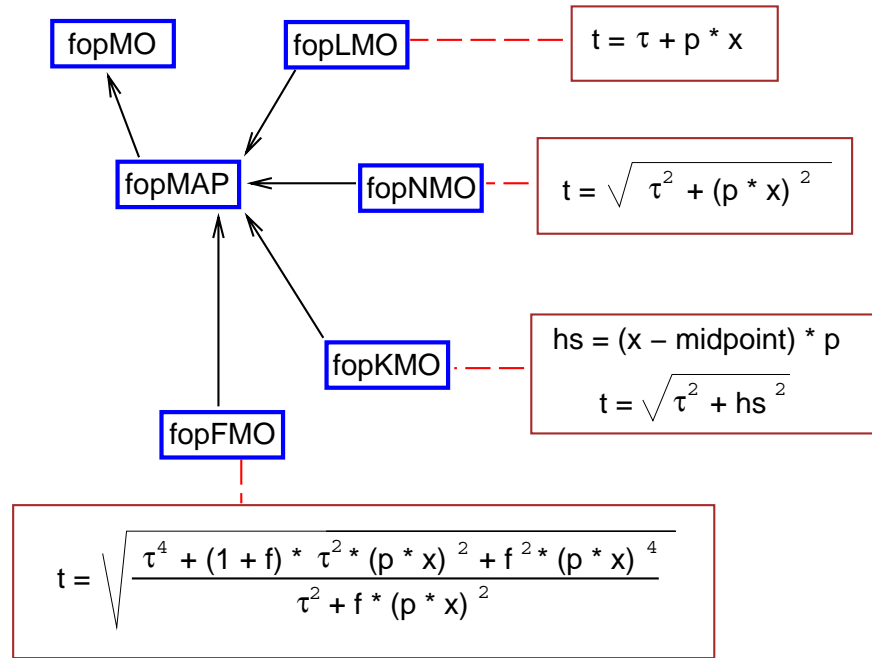 fopMO
fopLMO
t = τ + p * x
fopMAP
fopNMO
t = √ τ² + (p * x) ²
hs = (x − midpoint) * p
fopKMO
t = √ τ² + hs ²
fopFMO
t = √ τ⁴ + (1 + f) * τ² * (p * x) ² + f ² * (p * x) ⁴
τ² + f * (p * x) ²